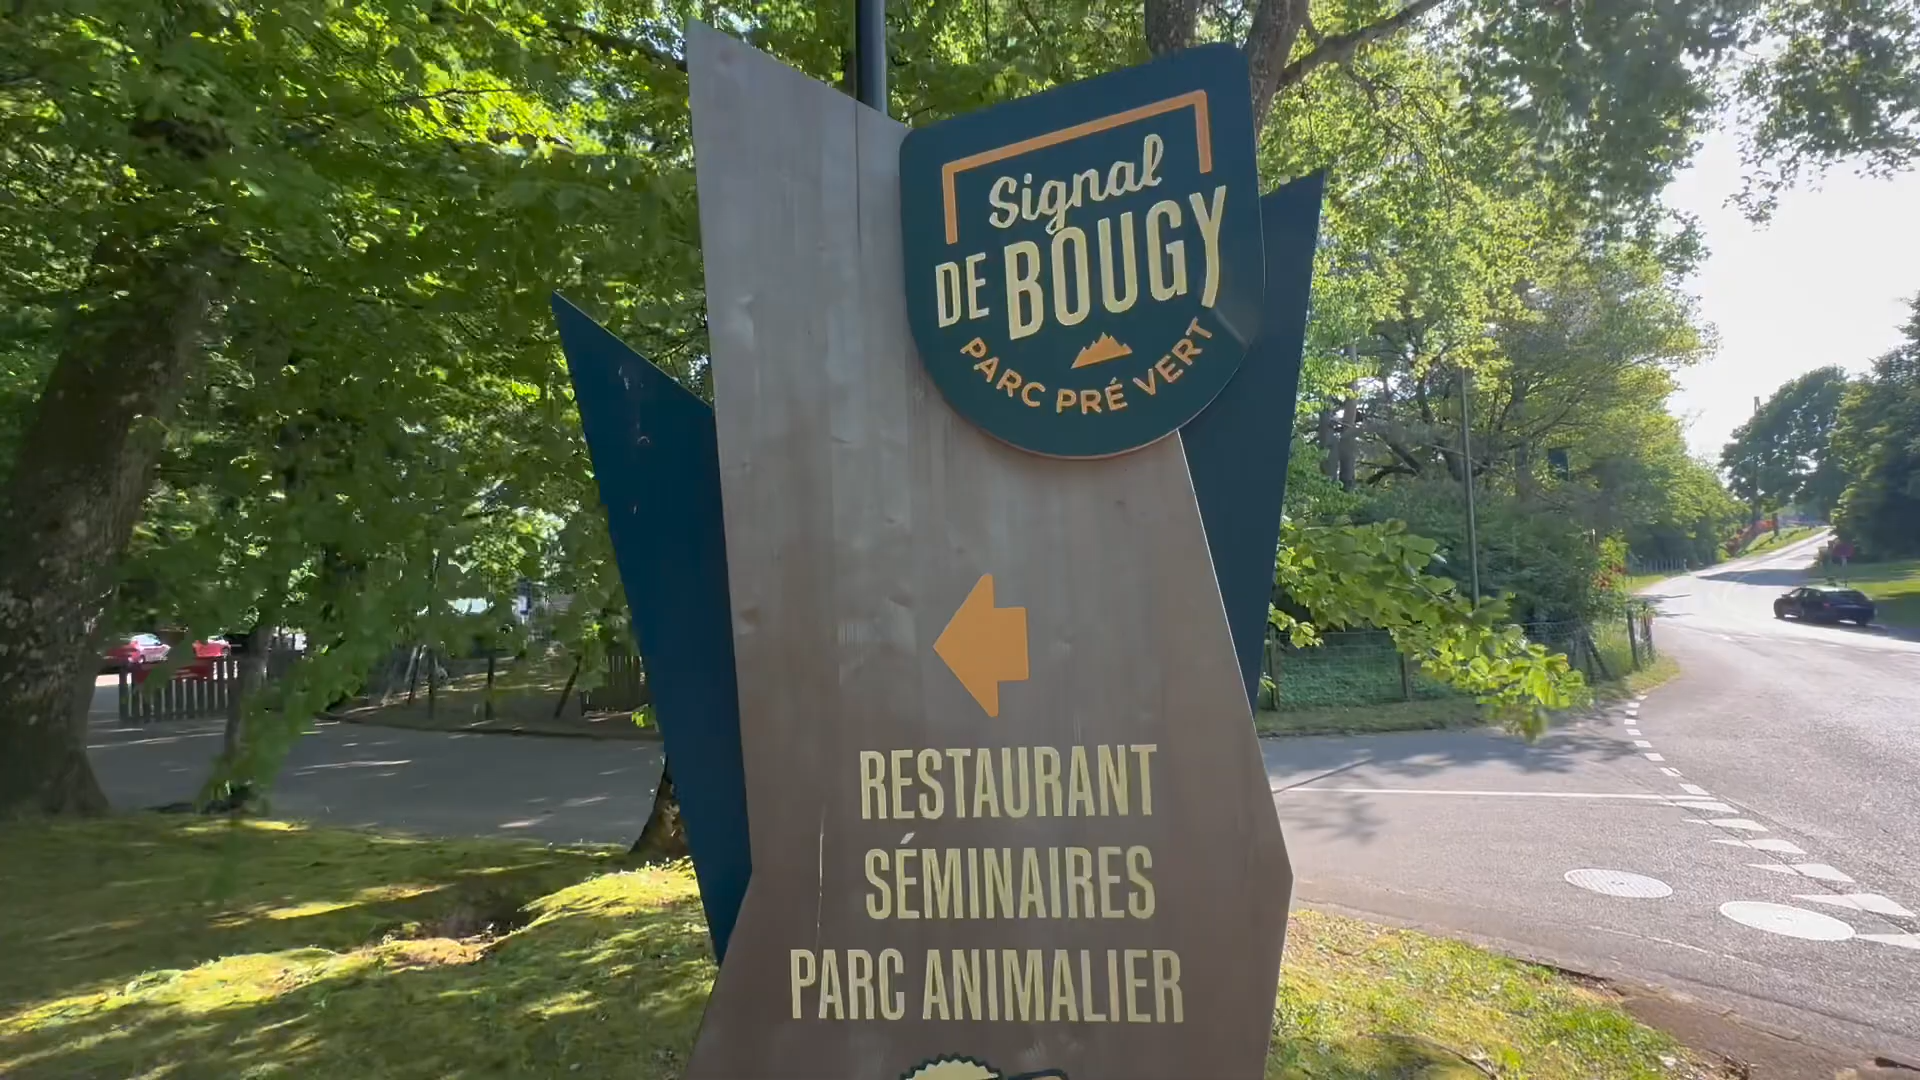 Signal
DE BOUGY
PARC PRÉ VERT
RESTAURANT
SÉMINAIRES
PARC ANIMALIER